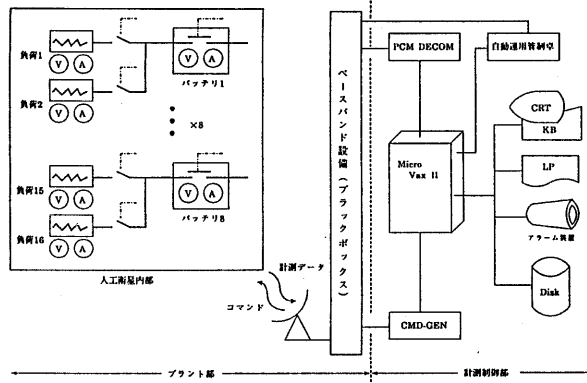 負荷1
V A
バッテリ1
V A
負荷2
V A
×8
負荷15
V A
バッテリ8
V A
負荷16
V A
人工衛星内部
計測データ
コマンド
ベースバンド設備(ブラックボックス)
PCM DECOM
自動運用管制卓
Micro
Vax II
CRT
KB
LP
アラーム装置
Disk
CMD-GEN
プラント部
計測制御部